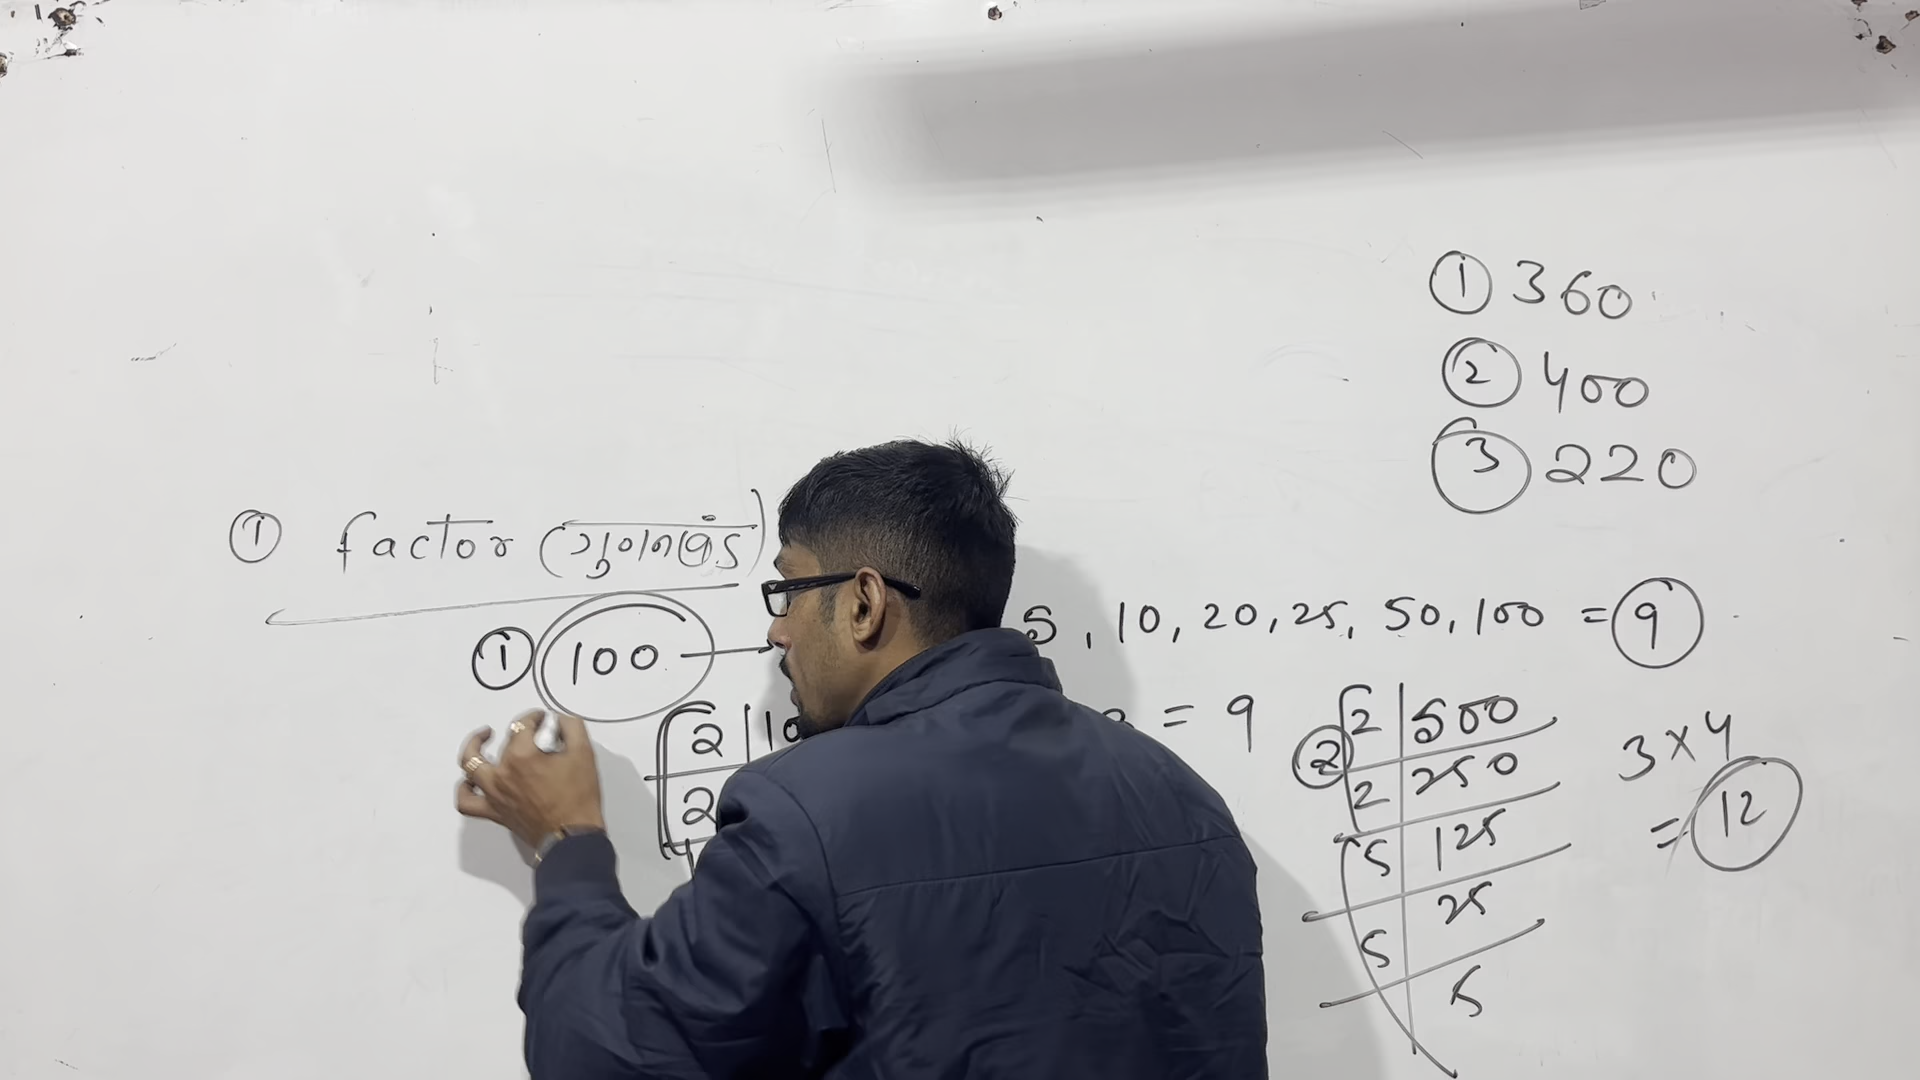 ① 360
② 400
③ 220
① factor (गुणनखंड)
① 100 → 5, 10, 20, 25, 50, 100 = 9
2 | 10
= 9
2
② 2 | 500
2 | 250
5 | 125
5 | 25
5
3 × 4
= 12